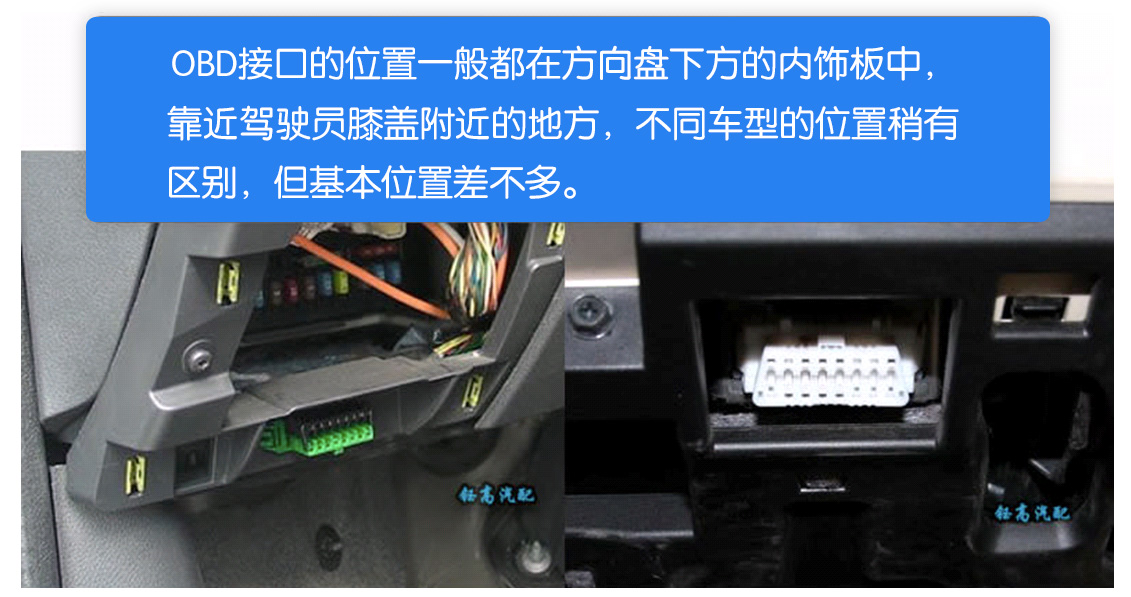 OBD接口的位置一般都在方向盘下方的内饰板中，
靠近驾驶员膝盖附近的地方，不同车型的位置稍有
区别，但基本位置差不多。
钰高汽配
钰高汽配